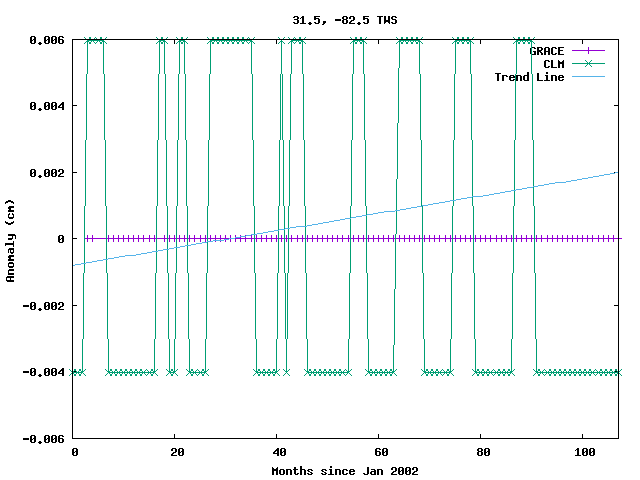 31.5, -82.5 TWS
GRACE
CLM
Trend Line
0.006
0.004
0.002
0
-0.002
-0.004
-0.006
Anomaly (cm)
0 20 40 60 80 100
Months since Jan 2002